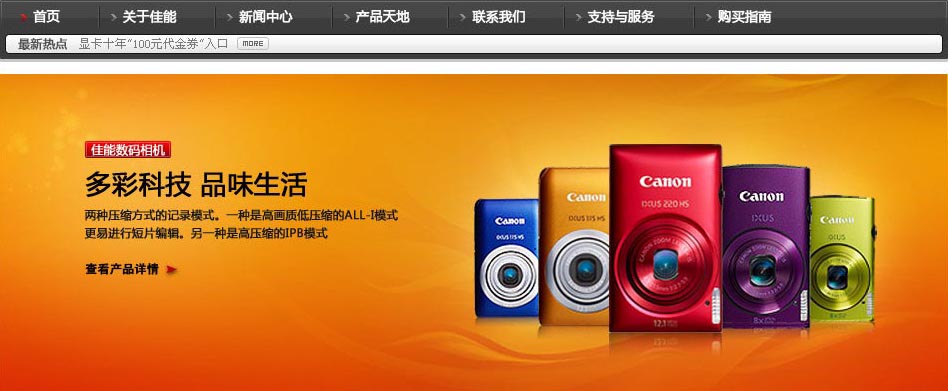 首页 关于佳能 新闻中心 产品天地 联系我们 支持与服务 购买指南
最新热点 显卡十年"100元代金券"入口 MORE
佳能数码相机
多彩科技 品味生活
两种压缩方式的记录模式。一种是高画质低压缩的ALL-I模式
更易进行短片编辑。另一种是高压缩的IPB模式
查看产品详情
Canon
IXUS 115 HS
Canon
IXUS 115 HS
Canon
IXUS 220 HS
CANON ZOOM LENS
12.1
Canon
IXUS
8×
Canon
IXUS